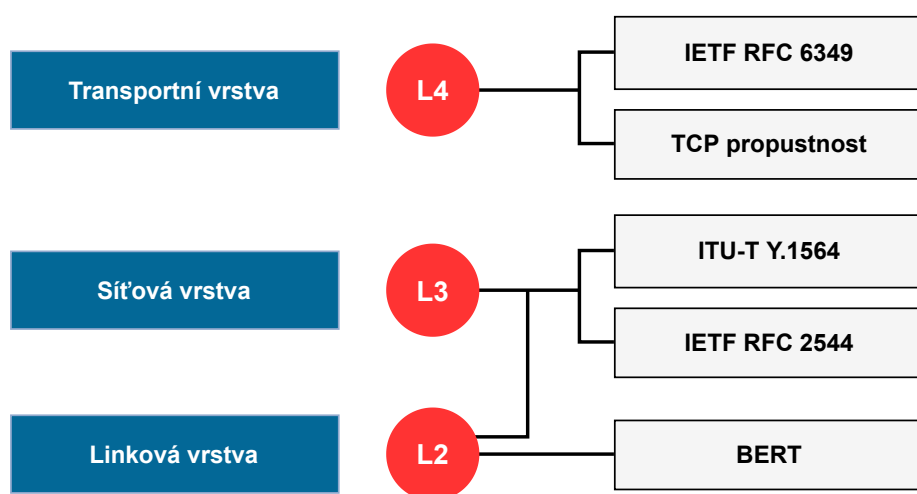 Transportní vrstva
L4
IETF RFC 6349
TCP propustnost
Síťová vrstva
L3
ITU-T Y.1564
IETF RFC 2544
Linková vrstva
L2
BERT